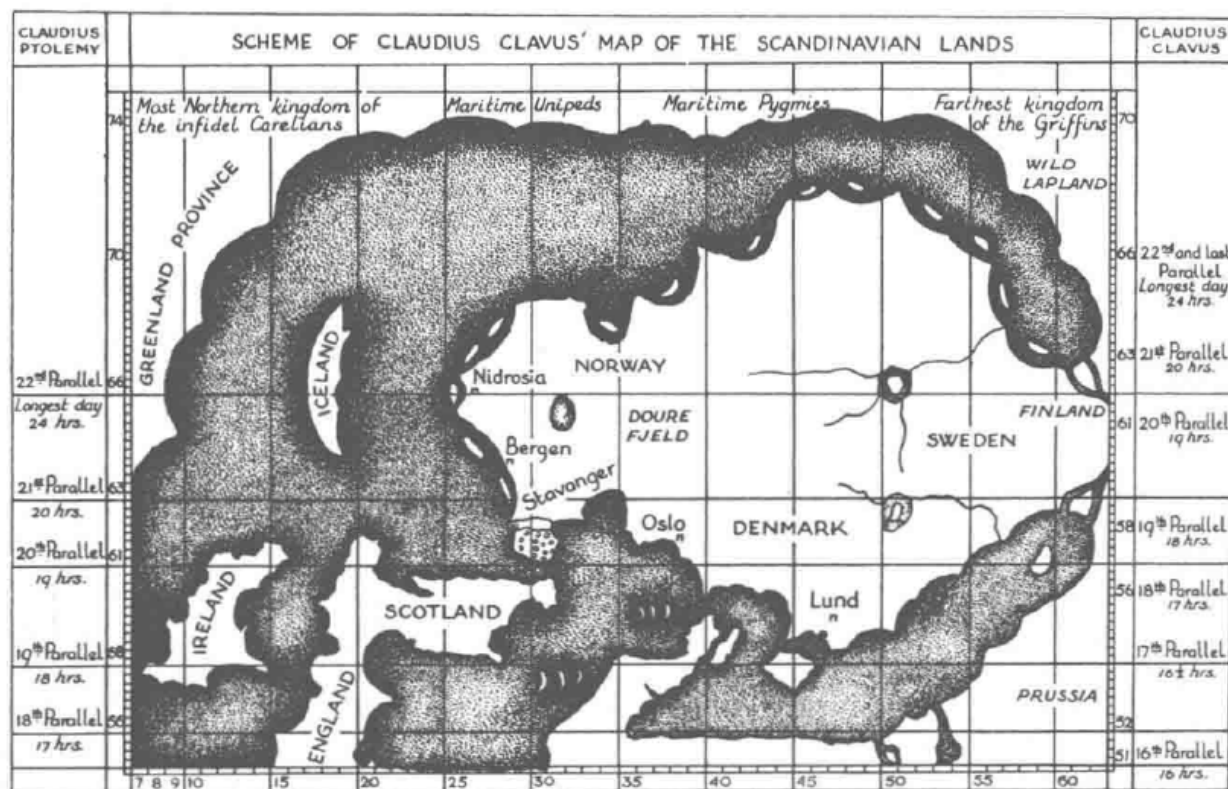 CLAUDIUS
PTOLEMY
SCHEME OF CLAUDIUS CLAVUS' MAP OF THE SCANDINAVIAN LANDS
CLAUDIUS
CLAVUS
Most Northern kingdom of
the infidel Carelians
Maritime Unipeds
Maritime Pygmies
Farthest kingdom
of the Griffins
74
70
WILD
LAPLAND
GREENLAND PROVINCE
70
66
22nd and last
Parallel
Longest day
24 hrs.
ICELAND
NORWAY
63
21st Parallel
20 hrs.
22nd Parallel
66
Longest day
24 hrs.
Nidrosia
DOURE
FJELD
FINLAND
61
20th Parallel
19 hrs.
SWEDEN
Bergen
21st Parallel
63
20 hrs.
Stavanger
Oslo
DENMARK
58
19th Parallel
18 hrs.
20th Parallel
61
19 hrs.
IRELAND
SCOTLAND
Lund
56
18th Parallel
17 hrs.
19th Parallel
58
18 hrs.
17th Parallel
16½ hrs.
ENGLAND
PRUSSIA
18th Parallel
56
17 hrs.
52
51
16th Parallel
16 hrs.
7 8 9 10 15 20 25 30 35 40 45 50 55 60